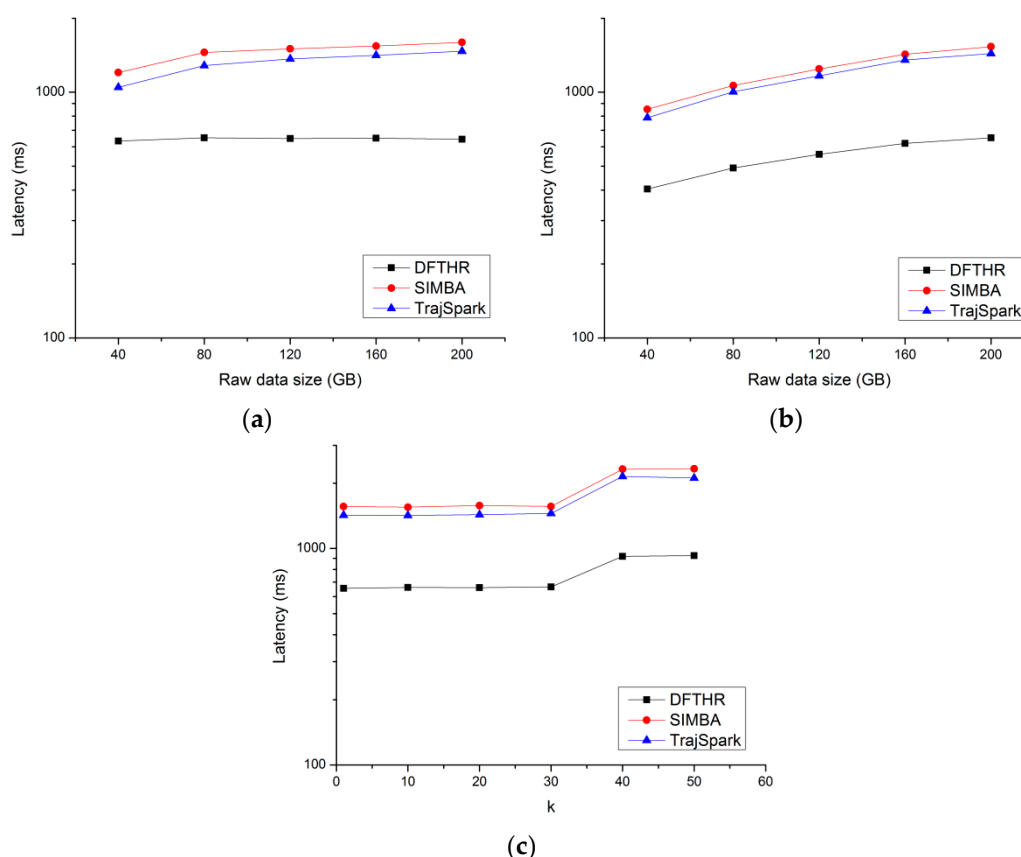 1000
100
Latency (ms)
DFTHR
SIMBA
TrajSpark
40 80 120 160 200
Raw data size (GB)
(a)
1000
100
Latency (ms)
DFTHR
SIMBA
TrajSpark
40 80 120 160 200
Raw data size (GB)
(b)
1000
100
Latency (ms)
DFTHR
SIMBA
TrajSpark
0 10 20 30 40 50 60
k
(c)